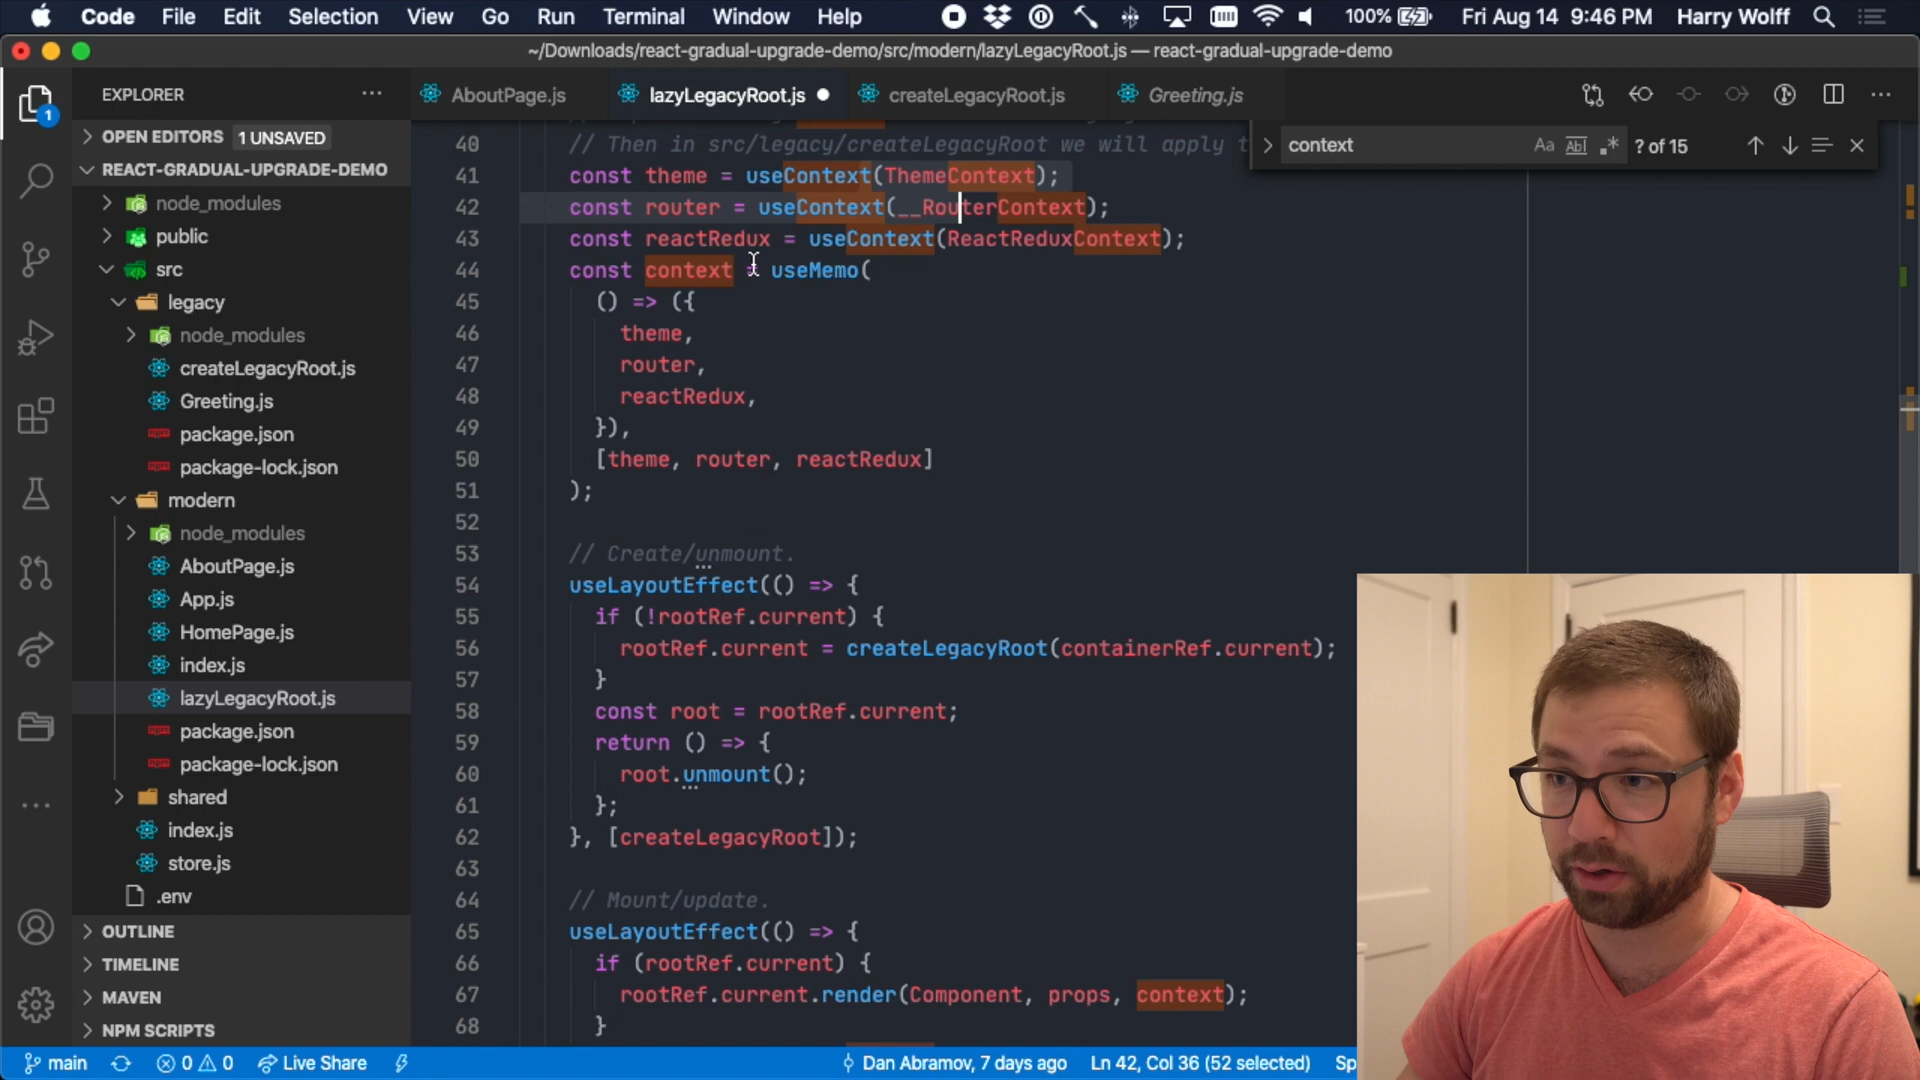 Code File Edit Selection View Go Run Terminal Window Help 100% Fri Aug 14 9:46 PM Harry Wolff
~/Downloads/react-gradual-upgrade-demo/src/modern/lazyLegacyRoot.js — react-gradual-upgrade-demo
EXPLORER
AboutPage.js lazyLegacyRoot.js createLegacyRoot.js Greeting.js
context Aa Abl .* ? of 15
OPEN EDITORS 1 UNSAVED
REACT-GRADUAL-UPGRADE-DEMO
node_modules
public
src
legacy
node_modules
createLegacyRoot.js
Greeting.js
package.json
package-lock.json
modern
node_modules
AboutPage.js
App.js
HomePage.js
index.js
lazyLegacyRoot.js
package.json
package-lock.json
shared
index.js
store.js
.env
OUTLINE
TIMELINE
MAVEN
NPM SCRIPTS
1
40 // Then in src/legacy/createLegacyRoot we will apply t
41 const theme = useContext(ThemeContext);
42 const router = useContext(__RouterContext);
43 const reactRedux = useContext(ReactReduxContext);
44 const context = useMemo(
45 () => ({
46 theme,
47 router,
48 reactRedux,
49 }),
50 [theme, router, reactRedux]
51 );
52
53 // Create/unmount.
54 useLayoutEffect(() => {
55 if (!rootRef.current) {
56 rootRef.current = createLegacyRoot(containerRef.current);
57 }
58 const root = rootRef.current;
59 return () => {
60 root.unmount();
61 };
62 }, [createLegacyRoot]);
63
64 // Mount/update.
65 useLayoutEffect(() => {
66 if (rootRef.current) {
67 rootRef.current.render(Component, props, context);
68 }
main 0 0 Live Share Dan Abramov, 7 days ago Ln 42, Col 36 (52 selected) Sp